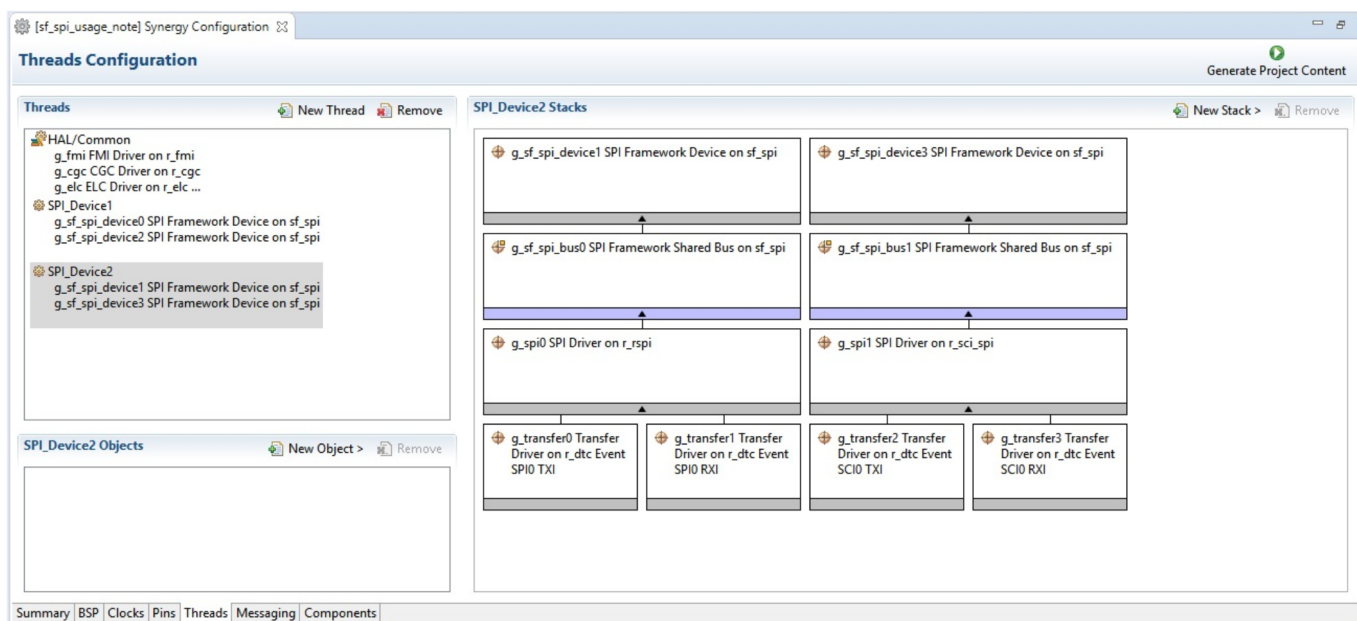 [sf_spi_usage_note] Synergy Configuration
Threads Configuration
Generate Project Content
Threads
New Thread
Remove
HAL/Common
g_fmi FMI Driver on r_fmi
g_cgc CGC Driver on r_cgc
g_elc ELC Driver on r_elc ...
SPI_Device1
g_sf_spi_device0 SPI Framework Device on sf_spi
g_sf_spi_device2 SPI Framework Device on sf_spi
SPI_Device2
g_sf_spi_device1 SPI Framework Device on sf_spi
g_sf_spi_device3 SPI Framework Device on sf_spi
SPI_Device2 Objects
New Object >
Remove
SPI_Device2 Stacks
New Stack >
Remove
g_sf_spi_device1 SPI Framework Device on sf_spi
g_sf_spi_device3 SPI Framework Device on sf_spi
g_sf_spi_bus0 SPI Framework Shared Bus on sf_spi
g_sf_spi_bus1 SPI Framework Shared Bus on sf_spi
g_spi0 SPI Driver on r_rspi
g_spi1 SPI Driver on r_sci_spi
g_transfer0 Transfer
Driver on r_dtc Event
SPI0 TXI
g_transfer1 Transfer
Driver on r_dtc Event
SPI0 RXI
g_transfer2 Transfer
Driver on r_dtc Event
SCI0 TXI
g_transfer3 Transfer
Driver on r_dtc Event
SCI0 RXI
Summary BSP Clocks Pins Threads Messaging Components